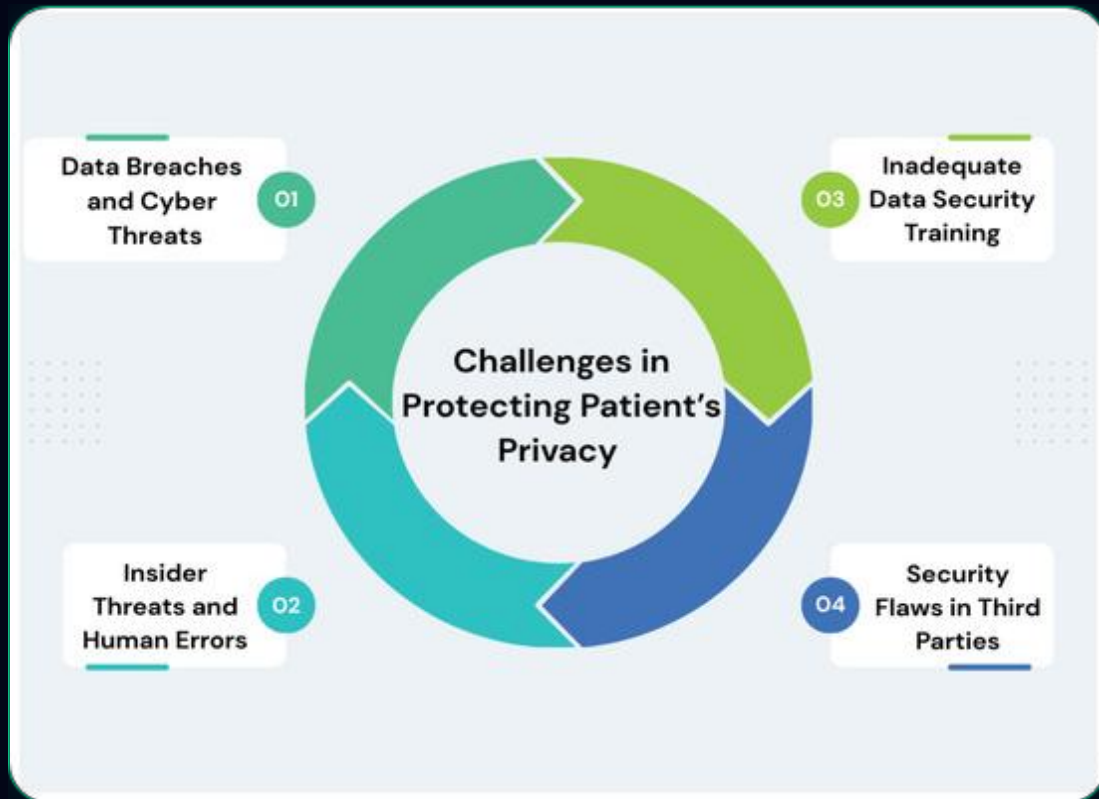 Data Breaches
and Cyber
Threats
01
Inadequate
Data Security
Training
03
Challenges in
Protecting Patient's
Privacy
Insider
Threats and
Human Errors
02
Security
Flaws in Third
Parties
04